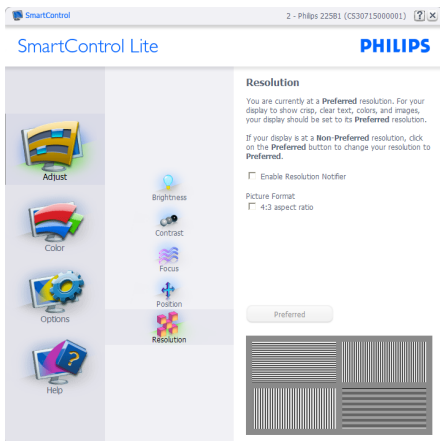 SmartControl
2 - Philips 225B1 (CS30715000001)
SmartControl Lite
PHILIPS
Adjust
Color
Options
Help
Brightness
Contrast
Focus
Position
Resolution
Resolution
You are currently at a Preferred resolution. For your
display to show crisp, clear text, colors, and images,
your display should be set to its Preferred resolution.
If your display is at a Non-Preferred resolution, click
on the Preferred button to change your resolution to
Preferred.
Enable Resolution Notifier
Picture Format
4:3 aspect ratio
Preferred